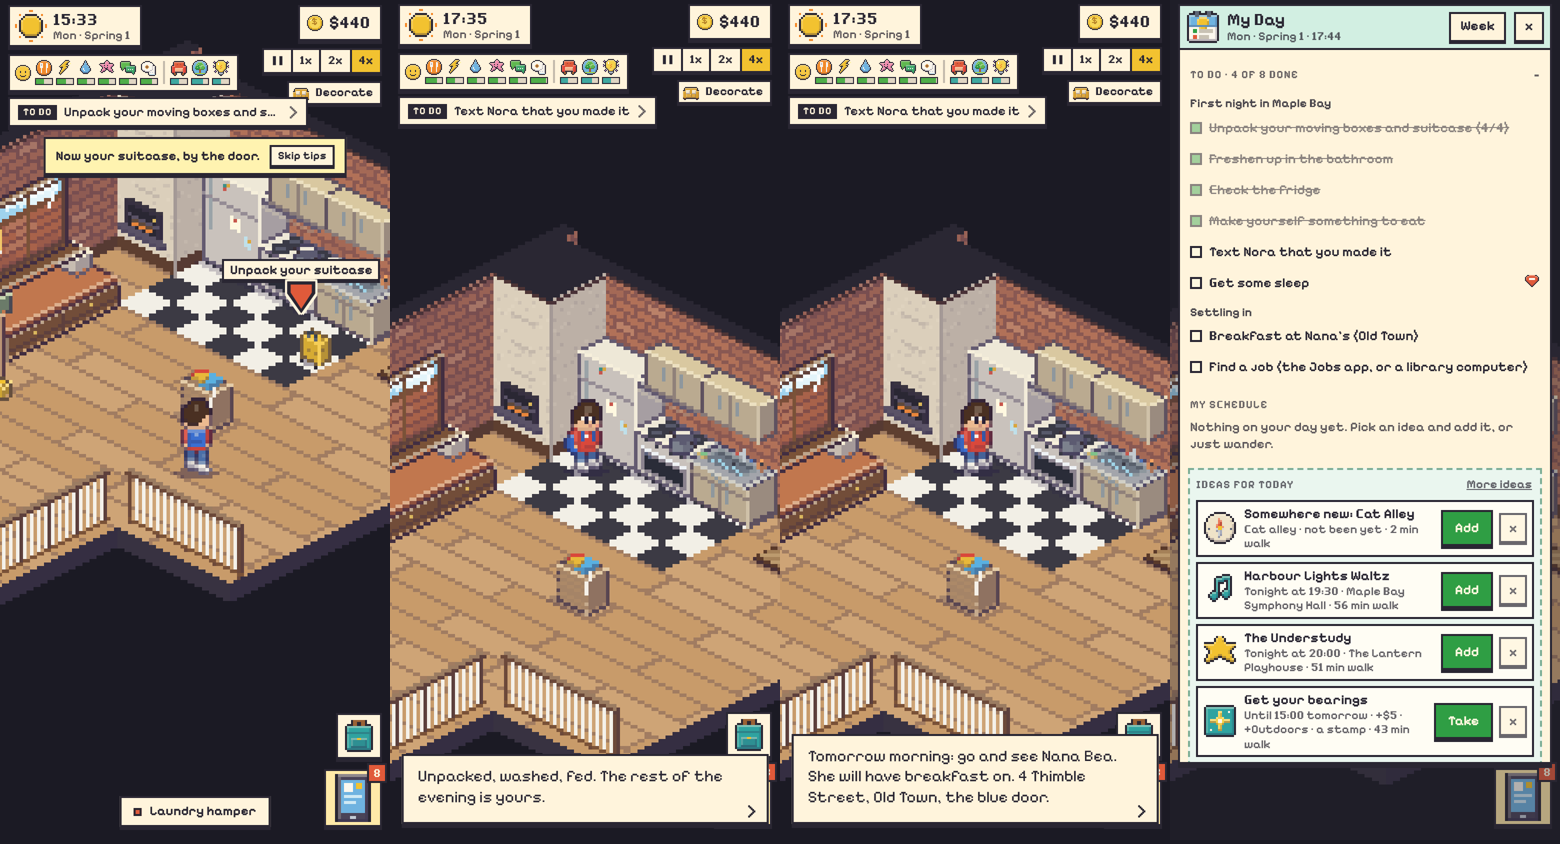 15:33
Mon · Spring 1
$440
1x 2x 4x
Decorate
TO DO Unpack your moving boxes and s...
Now your suitcase, by the door. Skip tips
Unpack your suitcase
8
Laundry hamper
17:35
Mon · Spring 1
$440
1x 2x 4x
Decorate
TO DO Text Nora that you made it
Unpacked, washed, fed. The rest of the
evening is yours.
17:35
Mon · Spring 1
$440
1x 2x 4x
Decorate
TO DO Text Nora that you made it
Tomorrow morning: go and see Nana Bea.
She will have breakfast on. 4 Thimble
Street, Old Town, the blue door.
My Day
Mon · Spring 1 · 17:44
Week ×
TO DO · 4 OF 8 DONE -
First night in Maple Bay
Unpack your moving boxes and suitcase (4/4)
Freshen up in the bathroom
Check the fridge
Make yourself something to eat
Text Nora that you made it
Get some sleep
Settling in
Breakfast at Nana's (Old Town)
Find a job (the Jobs app, or a library computer)
MY SCHEDULE
Nothing on your day yet. Pick an idea and add it, or
just wander.
IDEAS FOR TODAY More ideas
Somewhere new: Cat Alley
Cat alley · not been yet · 2 min
walk
Add ×
Harbour Lights Waltz
Tonight at 19:30 · Maple Bay
Symphony Hall · 56 min walk
Add ×
The Understudy
Tonight at 20:00 · The Lantern
Playhouse · 51 min walk
Add ×
Get your bearings
Until 15:00 tomorrow · +$5 ·
+Outdoors · a stamp · 43 min
walk
Take ×
8